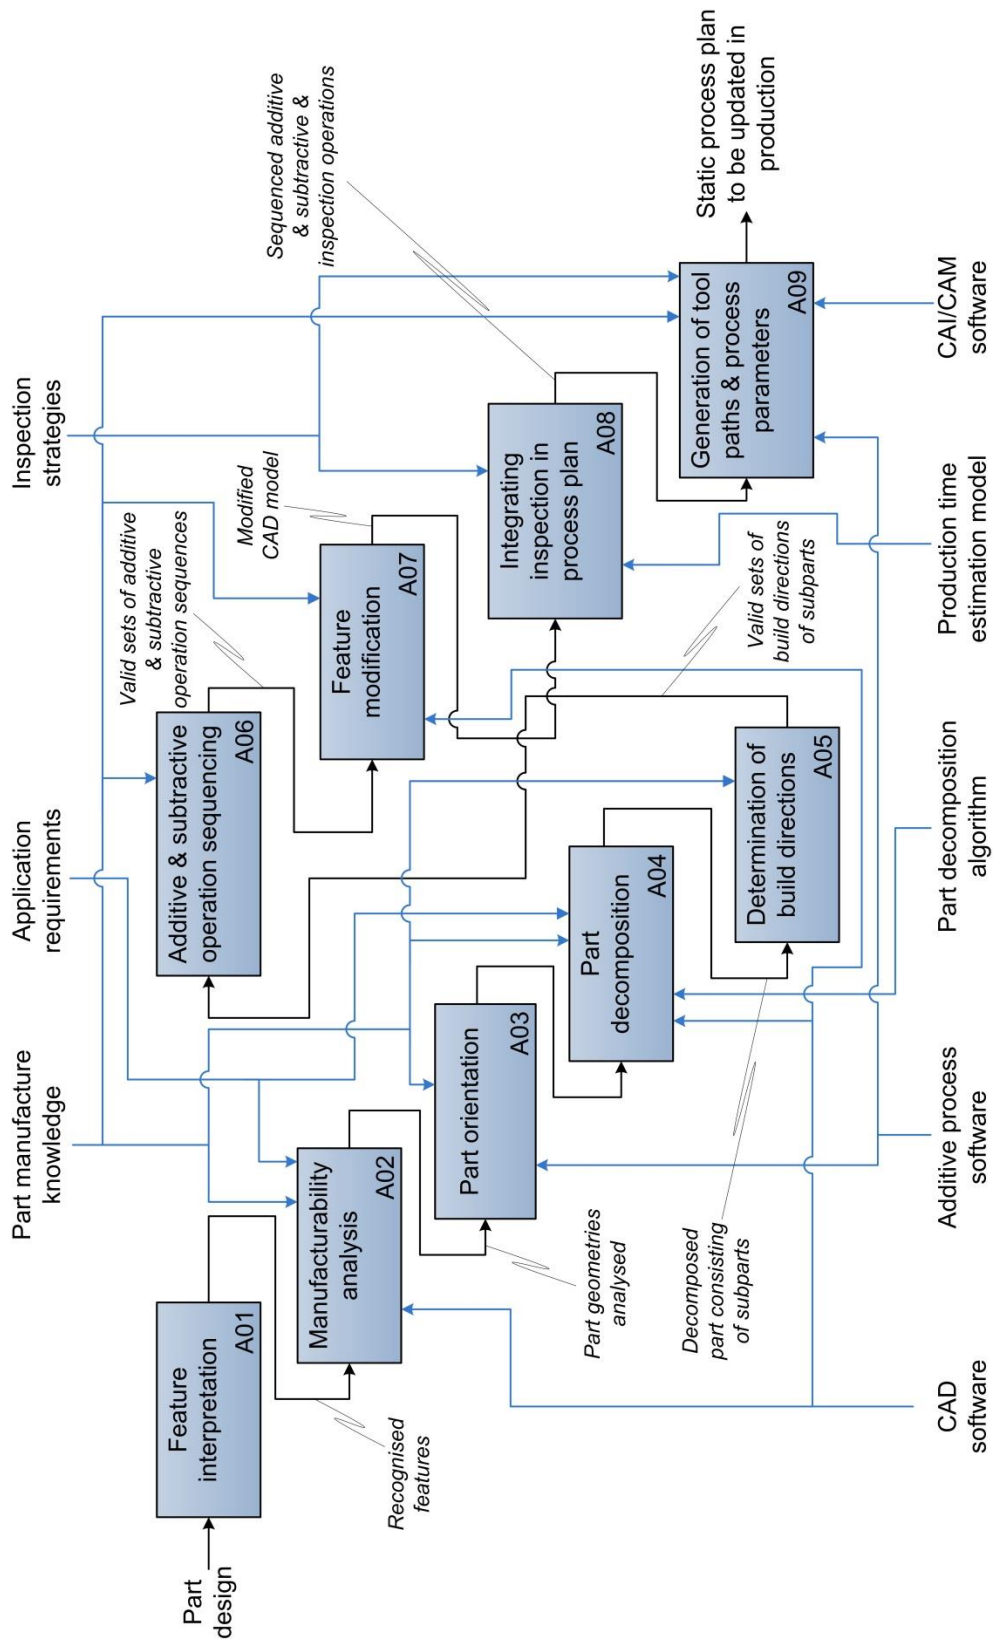 Part manufacture
knowledge
Application
requirements
Inspection
strategies
Part
design
Feature
interpretation
A01
Recognised
features
Manufacturability
analysis
A02
Part geometries
analysed
Part orientation
A03
Part
decomposition
A04
Decomposed
part consisting
of subparts
Determination of
build directions
A05
Valid sets of
build directions
of subparts
Additive & subtractive
operation sequencing
A06
Valid sets of additive
& subtractive
operation sequences
Feature
modification
A07
Modified
CAD model
Integrating
inspection in
process plan
A08
Sequenced additive
& subtractive &
inspection operations
Generation of tool
paths & process
parameters
A09
Static process plan
to be updated in
production
CAD
software
Additive process
software
Part decomposition
algorithm
Production time
estimation model
CAI/CAM
software